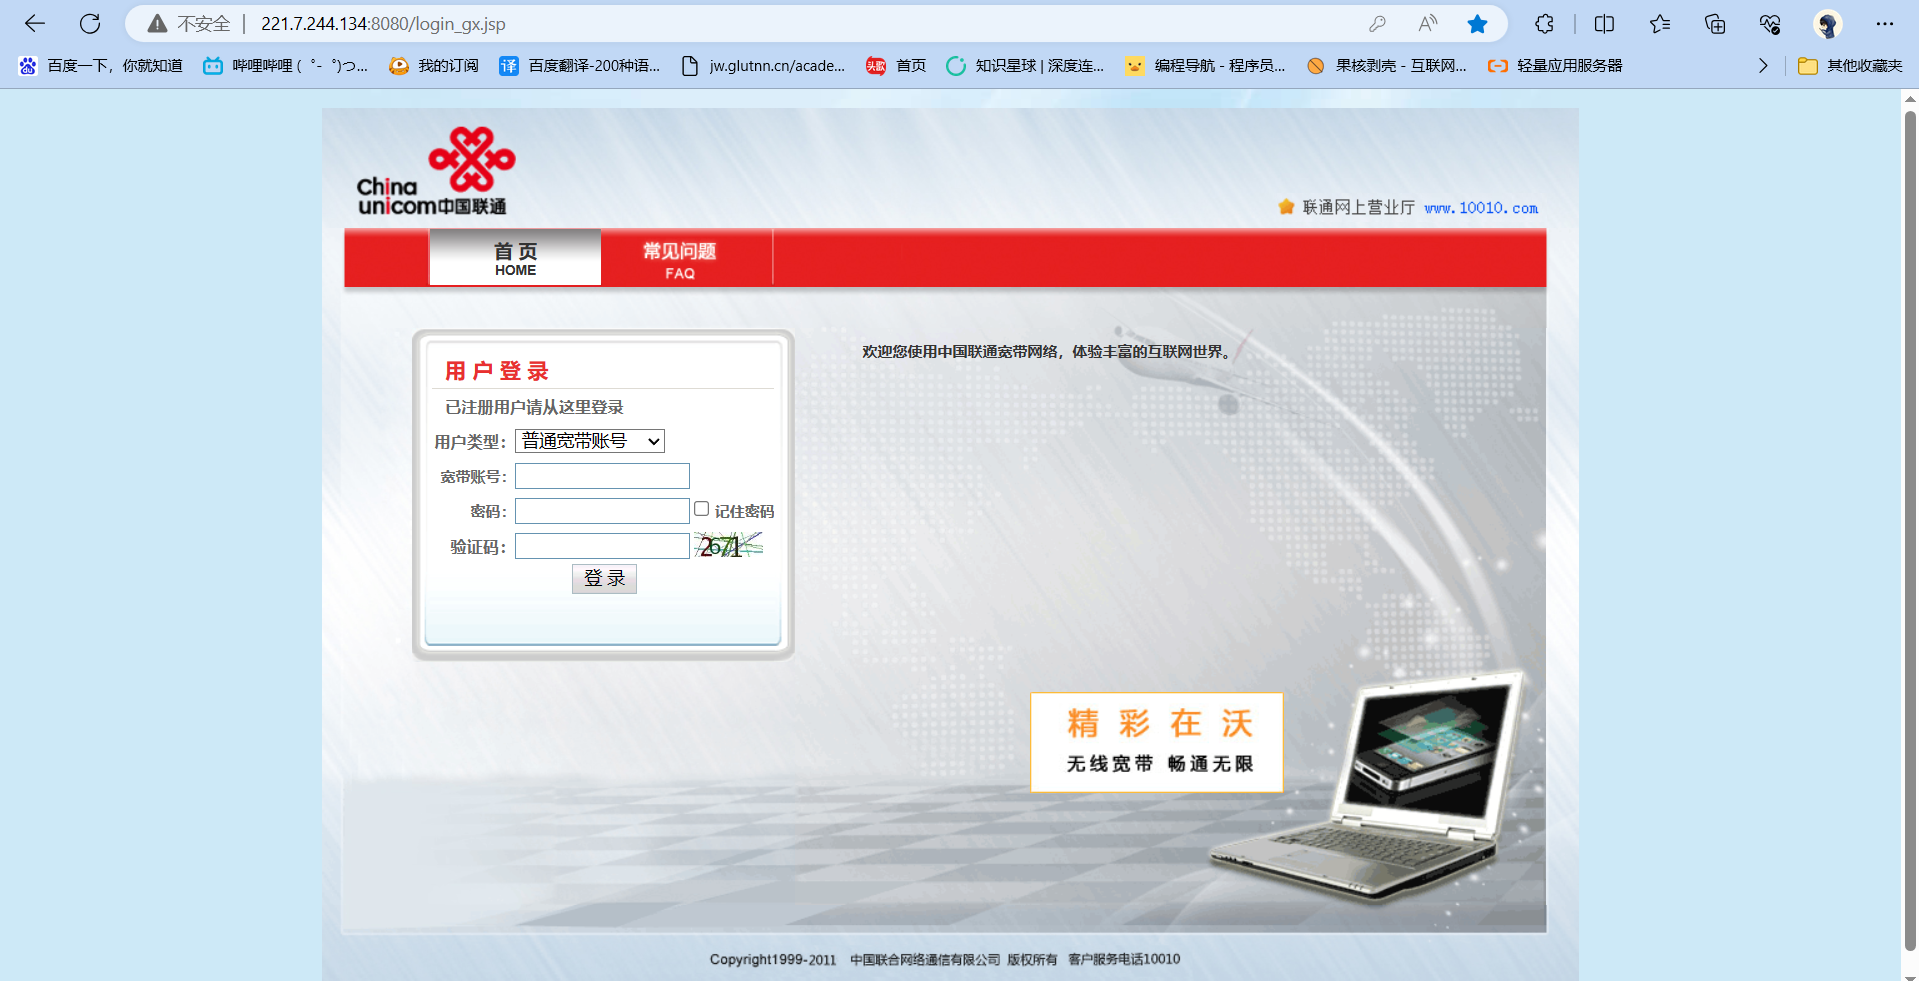 不安全 221.7.244.134:8080/login_gx.jsp
百度一下，你就知道 哔哩哔哩 (゜-゜)つ... 我的订阅 译 百度翻译-200种语... jw.glutnn.cn/acade... 头歌 首页 知识星球 | 深度连... 编程导航 - 程序员... 果核剥壳 - 互联网... 轻量应用服务器 其他收藏夹
China
unicom中国联通
联通网上营业厅 www.10010.com
首 页
HOME
常见问题
FAQ
用 户 登 录
已注册用户请从这里登录
用户类型： 普通宽带账号
宽带账号：
密码： 记住密码
验证码： 2671
登 录
欢迎您使用中国联通宽带网络，体验丰富的互联网世界。
精 彩 在 沃
无线宽带 畅通无限
Copyright1999-2011 中国联合网络通信有限公司 版权所有 客户服务电话10010